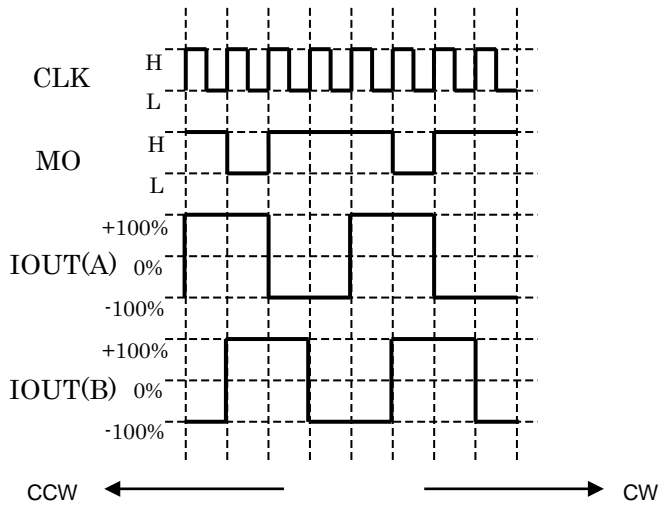 CLK
H
L
MO
H
L
IOUT(A)
+100%
0%
-100%
IOUT(B)
+100%
0%
-100%
CCW
CW